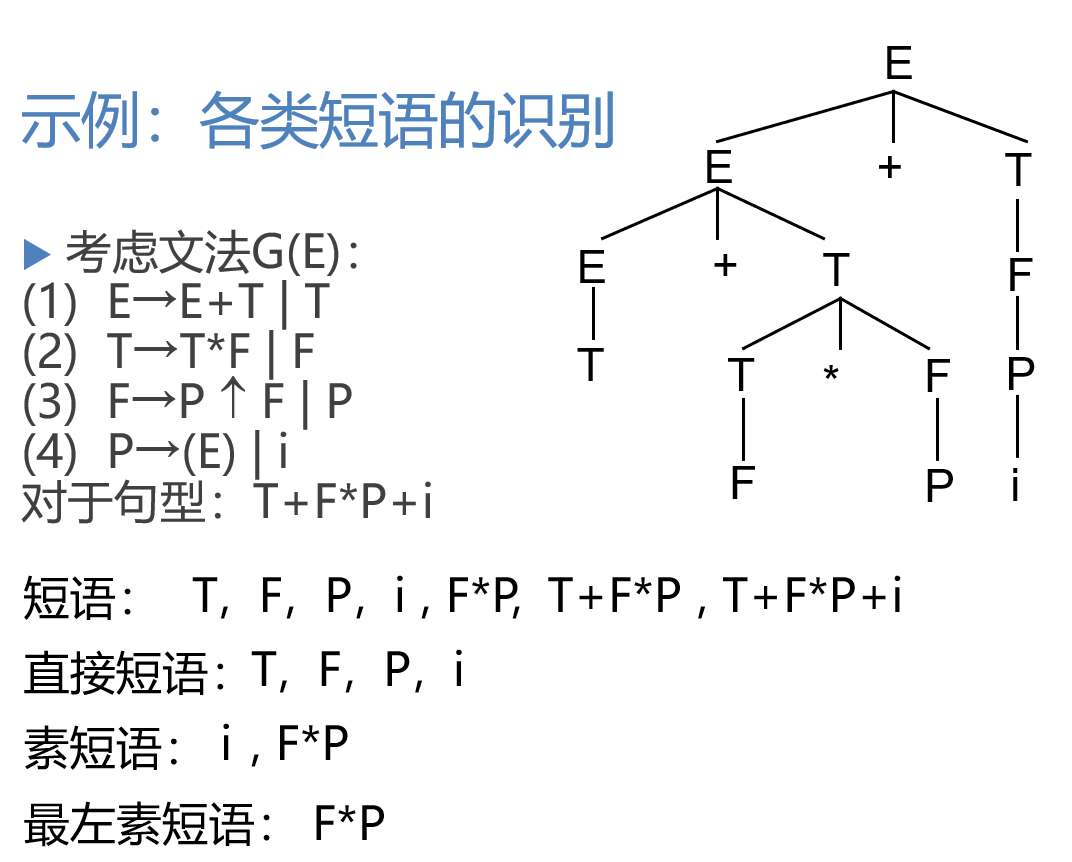 示例：各类短语的识别
▶ 考虑文法G(E)：
(1) E→E+T | T
(2) T→T*F | F
(3) F→P↑F | P
(4) P→(E) | i
对于句型：T+F*P+i
E
E + T
E + T F
T T * F P
F P i
短语： T, F, P, i , F*P, T+F*P , T+F*P+i
直接短语：T, F, P, i
素短语： i , F*P
最左素短语： F*P